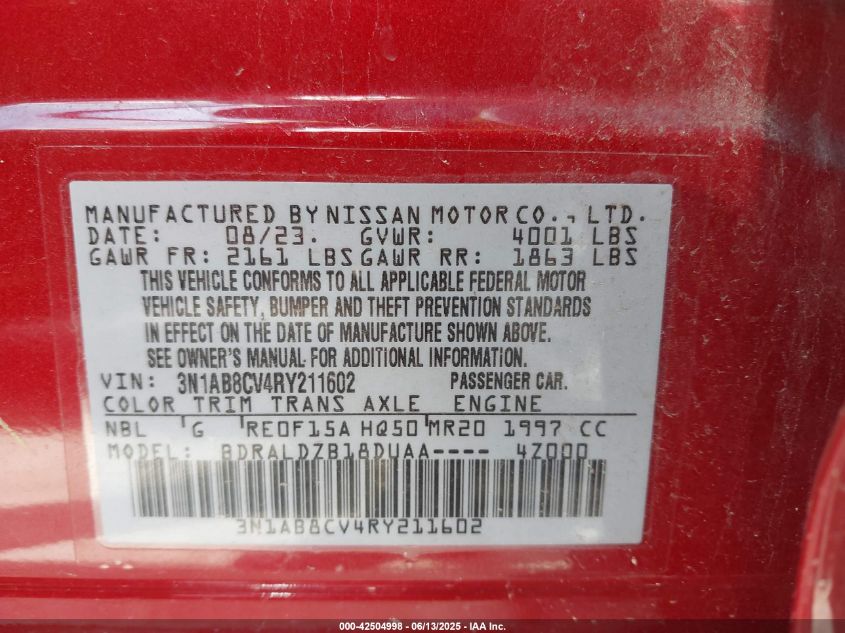 MANUFACTURED BY NISSAN MOTOR CO., LTD.
DATE: 08/23. GVWR: 4001 LBS
GAWR FR: 2161 LBS GAWR RR: 1863 LBS
THIS VEHICLE CONFORMS TO ALL APPLICABLE FEDERAL MOTOR
VEHICLE SAFETY, BUMPER AND THEFT PREVENTION STANDARDS
IN EFFECT ON THE DATE OF MANUFACTURE SHOWN ABOVE.
SEE OWNER'S MANUAL FOR ADDITIONAL INFORMATION.
VIN: 3N1AB8CV4RY211602 PASSENGER CAR.
COLOR TRIM TRANS AXLE ENGINE
NBL G RE0F15A HQ50 MR20 1997 CC
MODEL: BDRALDZB18DUAA---- 4Z000
3N1AB8CV4RY211602
000-42504998 - 06/13/2025 - IAA Inc.